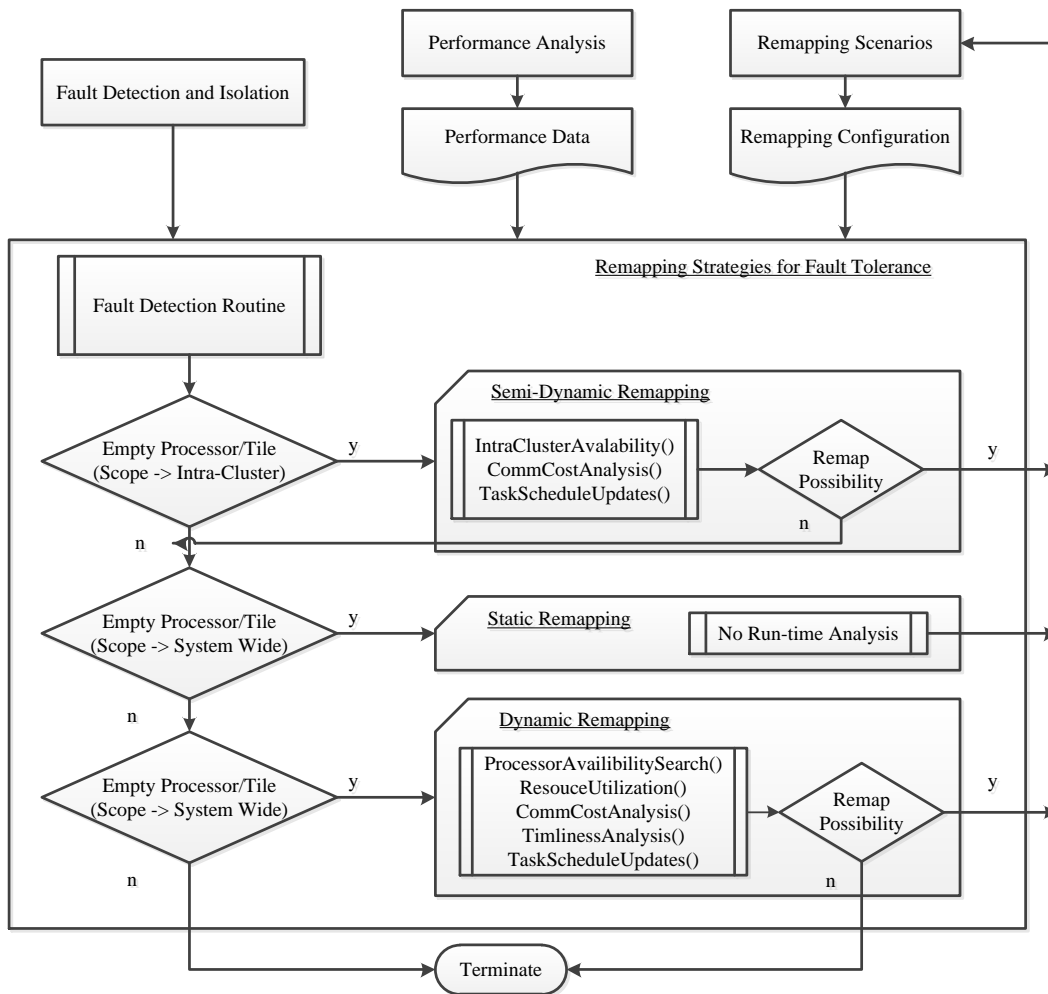 Performance Analysis
Remapping Scenarios
Fault Detection and Isolation
Performance Data
Remapping Configuration
Remapping Strategies for Fault Tolerance
Fault Detection Routine
Semi-Dynamic Remapping
Empty Processor/Tile
(Scope -> Intra-Cluster)
y
IntraClusterAvalability()
CommCostAnalysis()
TaskScheduleUpdates()
Remap
Possibility
y
n
n
Empty Processor/Tile
(Scope -> System Wide)
y
Static Remapping
No Run-time Analysis
n
Dynamic Remapping
Empty Processor/Tile
(Scope -> System Wide)
y
ProcessorAvailibilitySearch()
ResouceUtilization()
CommCostAnalysis()
TimlinessAnalysis()
TaskScheduleUpdates()
Remap
Possibility
y
n
n
Terminate